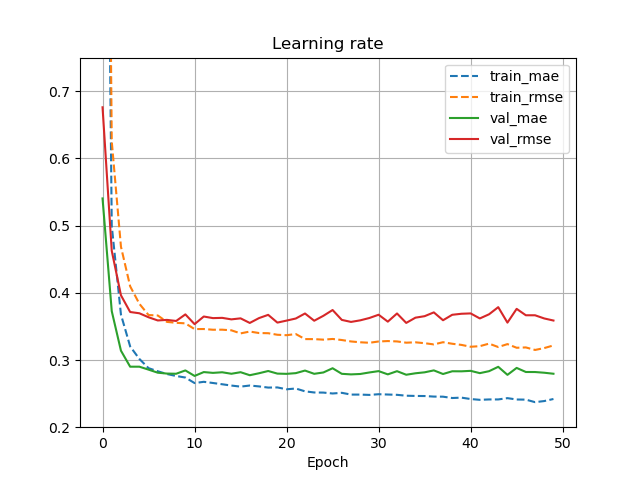 Learning rate
train_mae
train_rmse
val_mae
val_rmse
0.7
0.6
0.5
0.4
0.3
0.2
0 10 20 30 40 50
Epoch